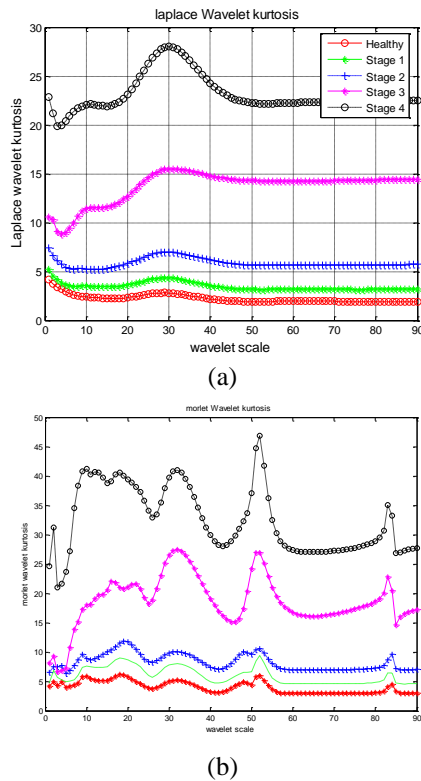 laplace Wavelet kurtosis
30
25
20
15
10
5
0
Laplace wavelet kurtosis
Healthy
Stage 1
Stage 2
Stage 3
Stage 4
0 10 20 30 40 50 60 70 80 90
wavelet scale
(a)
morlet Wavelet kurtosis
50
45
40
35
30
25
20
15
10
5
0
morlet wavelet kurtosis
0 10 20 30 40 50 60 70 80 90
wavelet scale
(b)